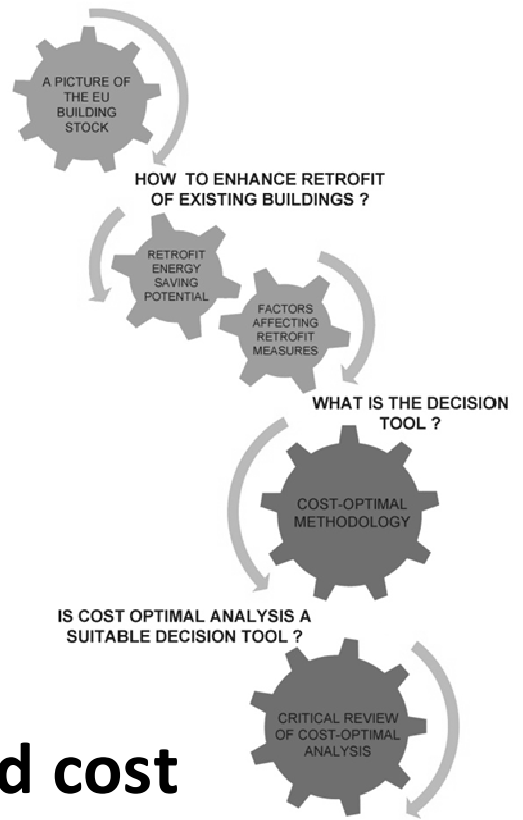 A PICTURE OF
THE EU
BUILDING
STOCK
HOW TO ENHANCE RETROFIT
OF EXISTING BUILDINGS ?
RETROFIT
ENERGY
SAVING
POTENTIAL
FACTORS
AFFECTING
RETROFIT
MEASURES
WHAT IS THE DECISION
TOOL ?
COST-OPTIMAL
METHODOLOGY
IS COST OPTIMAL ANALYSIS A
SUITABLE DECISION TOOL ?
CRITICAL REVIEW
OF COST-OPTIMAL
ANALYSIS
d cost